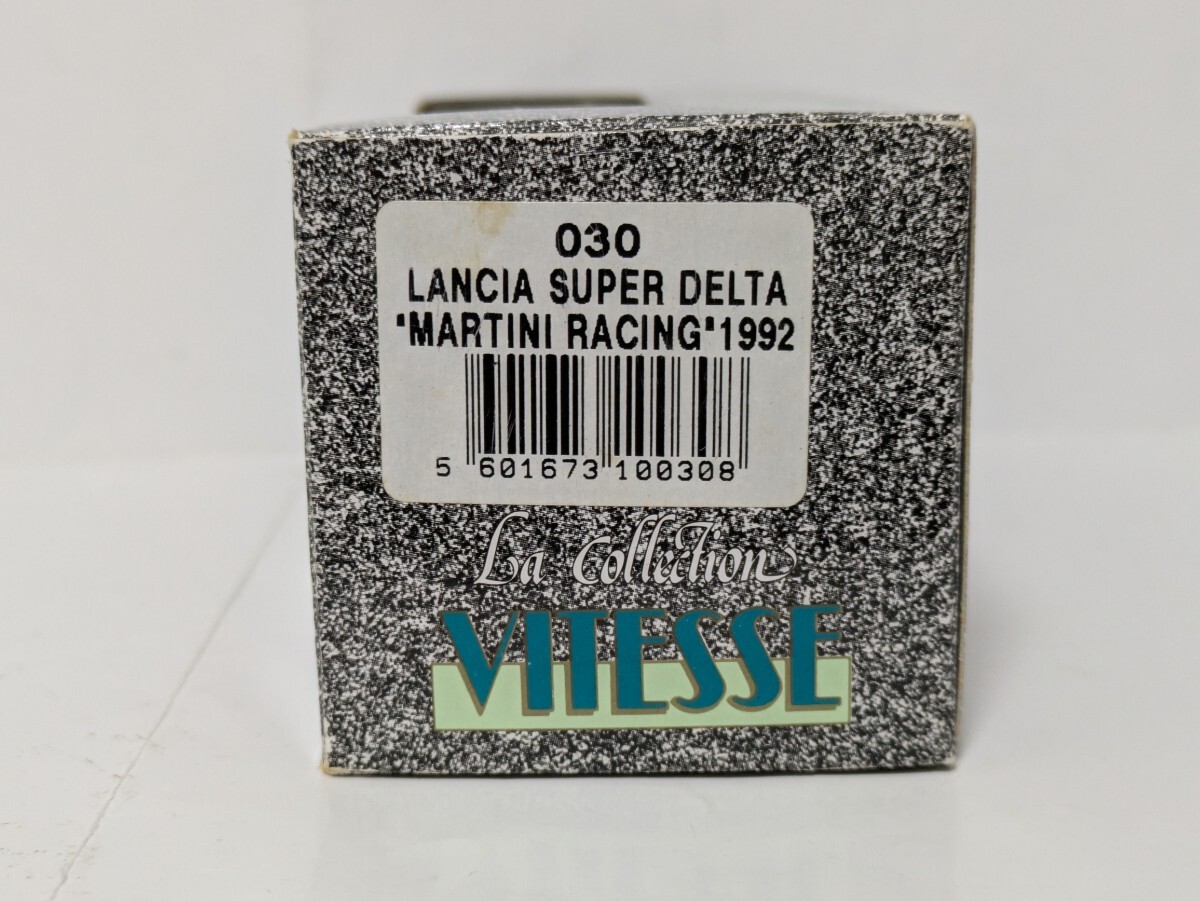 030
LANCIA SUPER DELTA
"MARTINI RACING"1992
5 601673 100308
La Collection
VITESSE